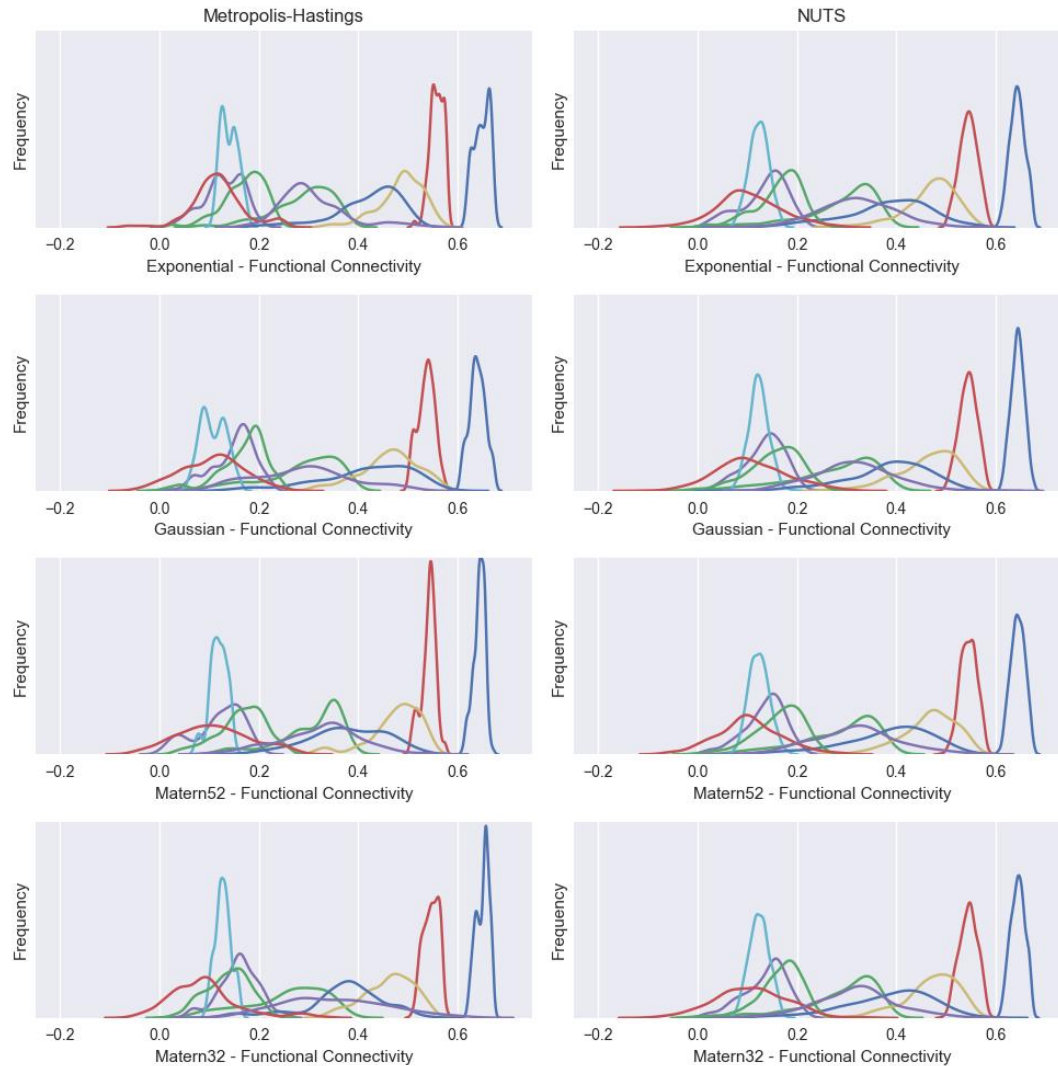 Metropolis-Hastings NUTS
Frequency Frequency
−0.2 0.0 0.2 0.4 0.6 −0.2 0.0 0.2 0.4 0.6
Exponential - Functional Connectivity Exponential - Functional Connectivity
Frequency Frequency
−0.2 0.0 0.2 0.4 0.6 −0.2 0.0 0.2 0.4 0.6
Gaussian - Functional Connectivity Gaussian - Functional Connectivity
Frequency Frequency
−0.2 0.0 0.2 0.4 0.6 −0.2 0.0 0.2 0.4 0.6
Matern52 - Functional Connectivity Matern52 - Functional Connectivity
Frequency Frequency
−0.2 0.0 0.2 0.4 0.6 −0.2 0.0 0.2 0.4 0.6
Matern32 - Functional Connectivity Matern32 - Functional Connectivity